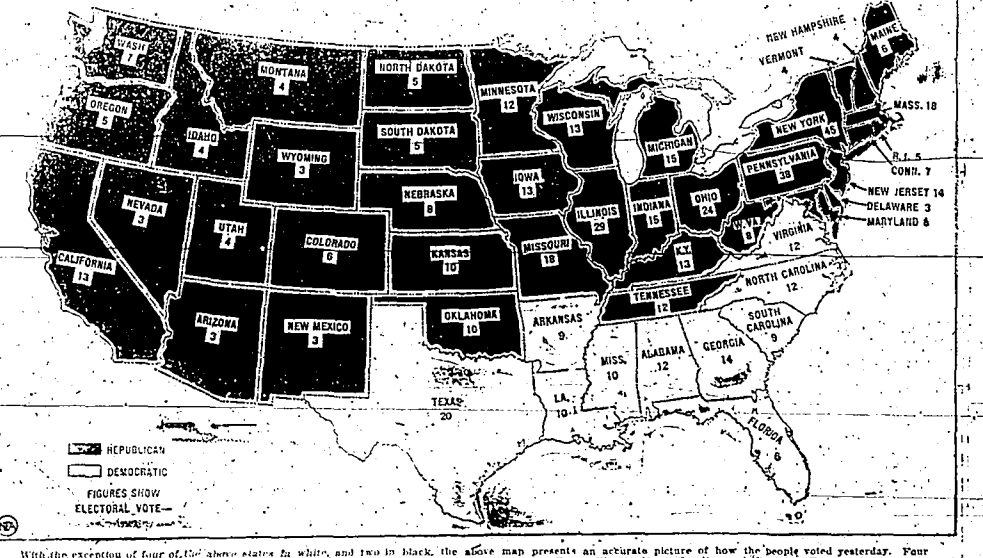 NEW HAMPSHIRE
4
VERMONT
4
MAINE
6
WASH
7
MONTANA
4
NORTH DAKOTA
5
MINNESOTA
12
OREGON
5
IDAHO
4
WYOMING
3
SOUTH DAKOTA
5
WISCONSIN
13
MICHIGAN
15
NEW YORK
45
MASS. 18
R.I. 5
CONN. 7
PENNSYLVANIA
38
NEW JERSET 14
DELAWARE 3
MARYLAND 8
NEVADA
3
UTAH
4
COLORADO
6
NEBRASKA
8
IOWA
13
ILLINOIS
29
INDIANA
15
OHIO
24
W.VA
8
VIRGINIA
12
CALIFORNIA
13
KANSAS
10
MISSOURI
18
K.Y.
13
NORTH CAROLINA
12
TENNESSEE
12
ARIZONA
3
NEW MEXICO
3
OKLAHOMA
10
ARKANSAS
9
SOUTH
CAROLINA
9
MISS.
10
ALABAMA
12
GEORGIA
14
TEXAS
20
LA.
10
FLORIDA
6
REPUBLICAN
DEMOCRATIC
FIGURES SHOW
ELECTORAL VOTE
NEA
With the exception of four of the above states in white, and two in black, the above map presents an accurate picture of how the people voted yesterday. Four